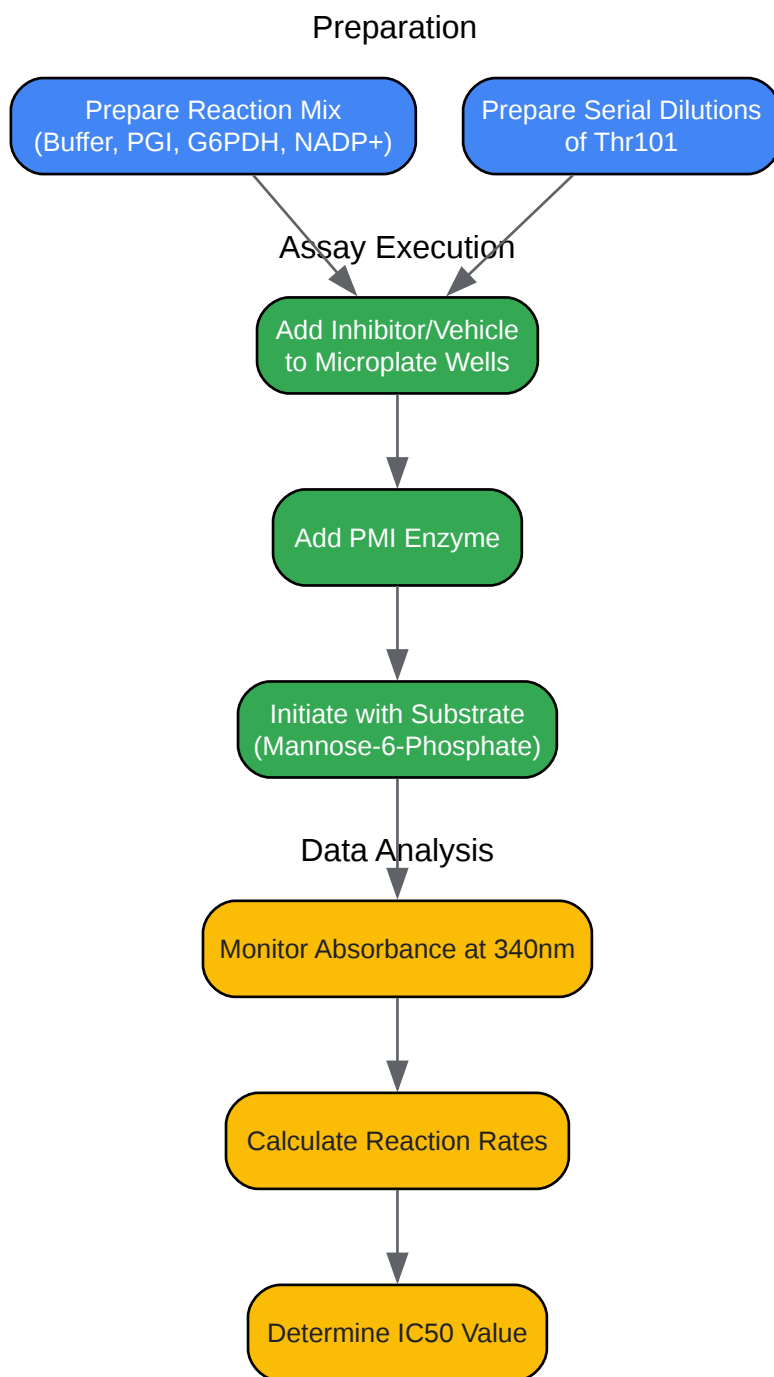 Preparation
Prepare Reaction Mix
(Buffer, PGI, G6PDH, NADP+)
Prepare Serial Dilutions
of Thr101
Assay Execution
Add Inhibitor/Vehicle
to Microplate Wells
Add PMI Enzyme
Initiate with Substrate
(Mannose-6-Phosphate)
Data Analysis
Monitor Absorbance at 340nm
Calculate Reaction Rates
Determine IC50 Value